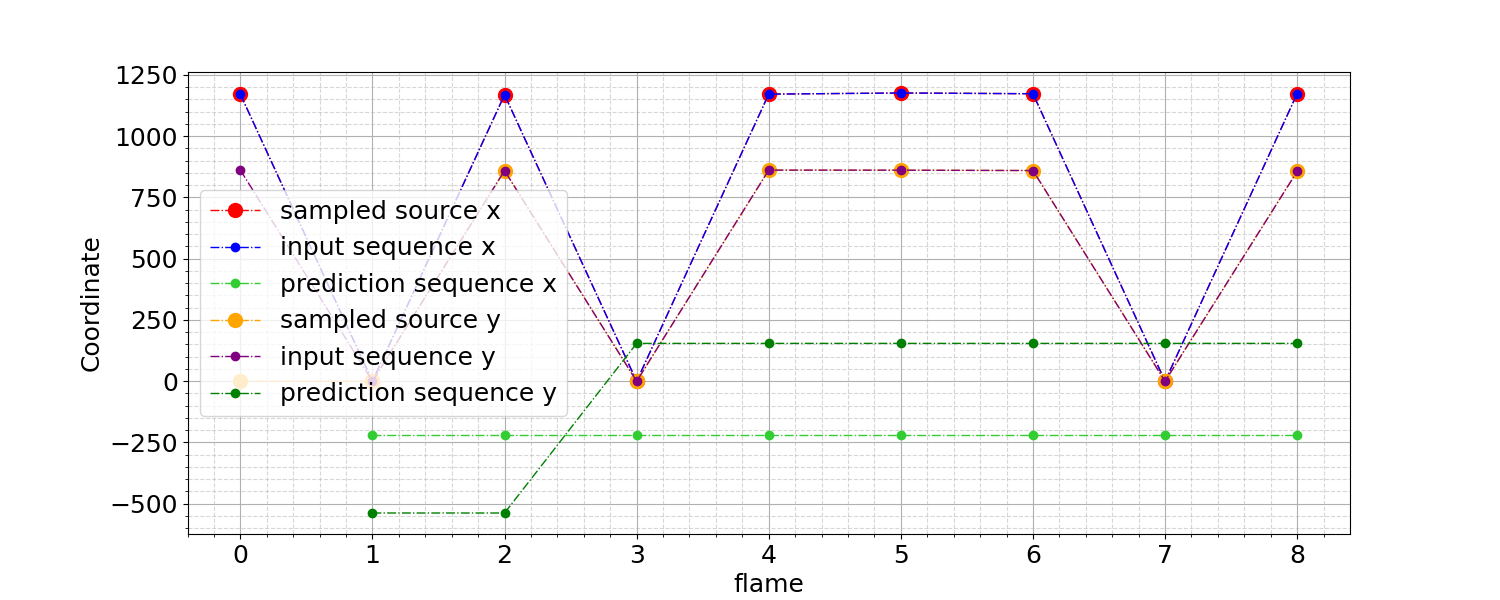 1250
1000
750
500
250
0
−250
−500
Coordinate
sampled source x
input sequence x
prediction sequence x
sampled source y
input sequence y
prediction sequence y
0 1 2 3 4 5 6 7 8
flame